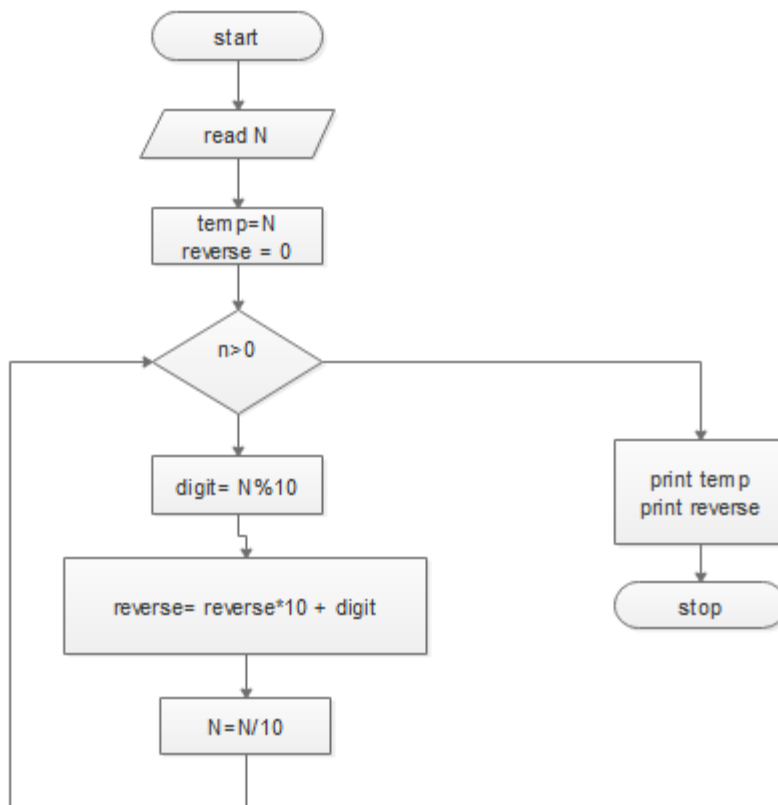 start
read N
temp=N
reverse = 0
n>0
digit= N%10
reverse= reverse*10 + digit
N=N/10
print temp
print reverse
stop